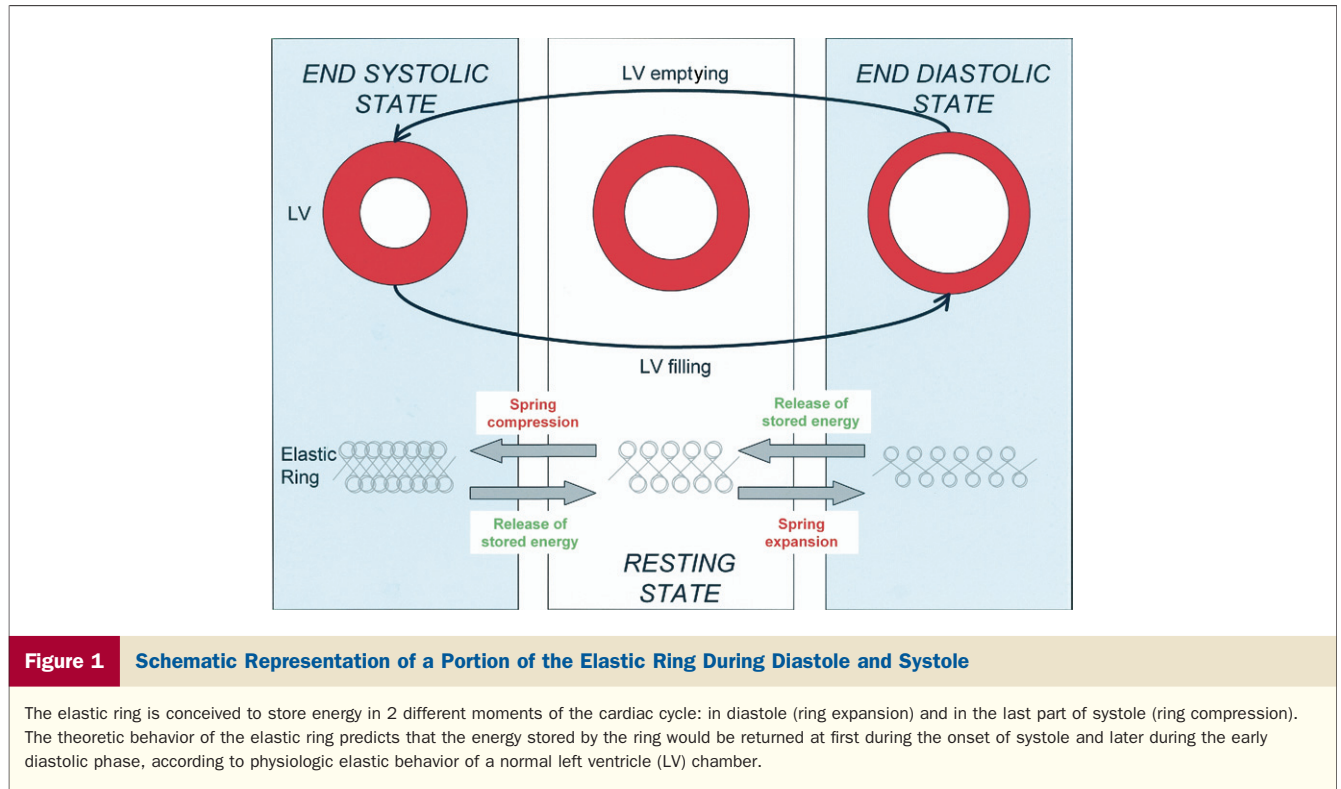 END SYSTOLIC
STATE
LV emptying
END DIASTOLIC
STATE
LV
LV filling
Spring
compression
Release of
stored energy
Elastic
Ring
Release of
stored energy
Spring
expansion
RESTING
STATE
Figure 1 Schematic Representation of a Portion of the Elastic Ring During Diastole and Systole
The elastic ring is conceived to store energy in 2 different moments of the cardiac cycle: in diastole (ring expansion) and in the last part of systole (ring compression).
The theoretic behavior of the elastic ring predicts that the energy stored by the ring would be returned at first during the onset of systole and later during the early
diastolic phase, according to physiologic elastic behavior of a normal left ventricle (LV) chamber.